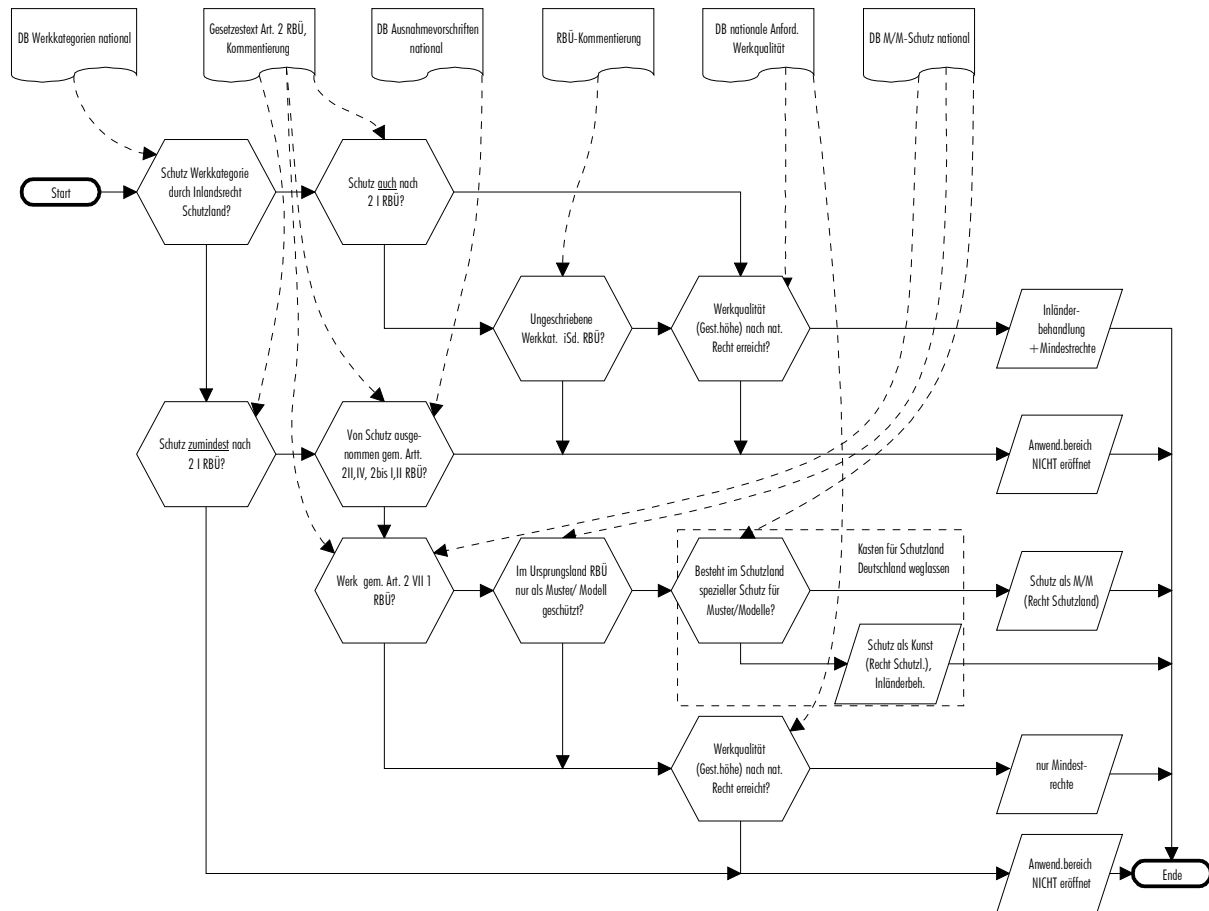 DB Werkkategorien national
Gesetzestext Art. 2 RBÜ,
Kommentierung
DB Ausnahmevorschriften
national
RBÜ-Kommentierung
DB nationale Anford.
Werkqualität
DB M/M-Schutz national
Start
Schutz Werkkategorie
durch Inlandsrecht
Schutzland?
Schutz auch nach
2 I RBÜ?
Ungeschriebene
Werkkat. iSd. RBÜ?
Werkqualität
(Gest.höhe) nach nat.
Recht erreicht?
Inländer-
behandlung
+Mindestrechte
Schutz zumindest nach
2 I RBÜ?
Von Schutz ausge-
nommen gem. Artt.
2II,IV, 2bis I,II RBÜ?
Anwend.bereich
NICHT eröffnet
Werk gem. Art. 2 VII 1
RBÜ?
Im Ursprungsland RBÜ
nur als Muster/ Modell
geschützt?
Besteht im Schutzland
spezieller Schutz für
Muster/Modelle?
Kasten für Schutzland
Deutschland weglassen
Schutz als M/M
(Recht Schutzland)
Schutz als Kunst
(Recht Schutzl.),
Inländerbeh.
Werkqualität
(Gest.höhe) nach nat.
Recht erreicht?
nur Mindest-
rechte
Anwend.bereich
NICHT eröffnet
Ende